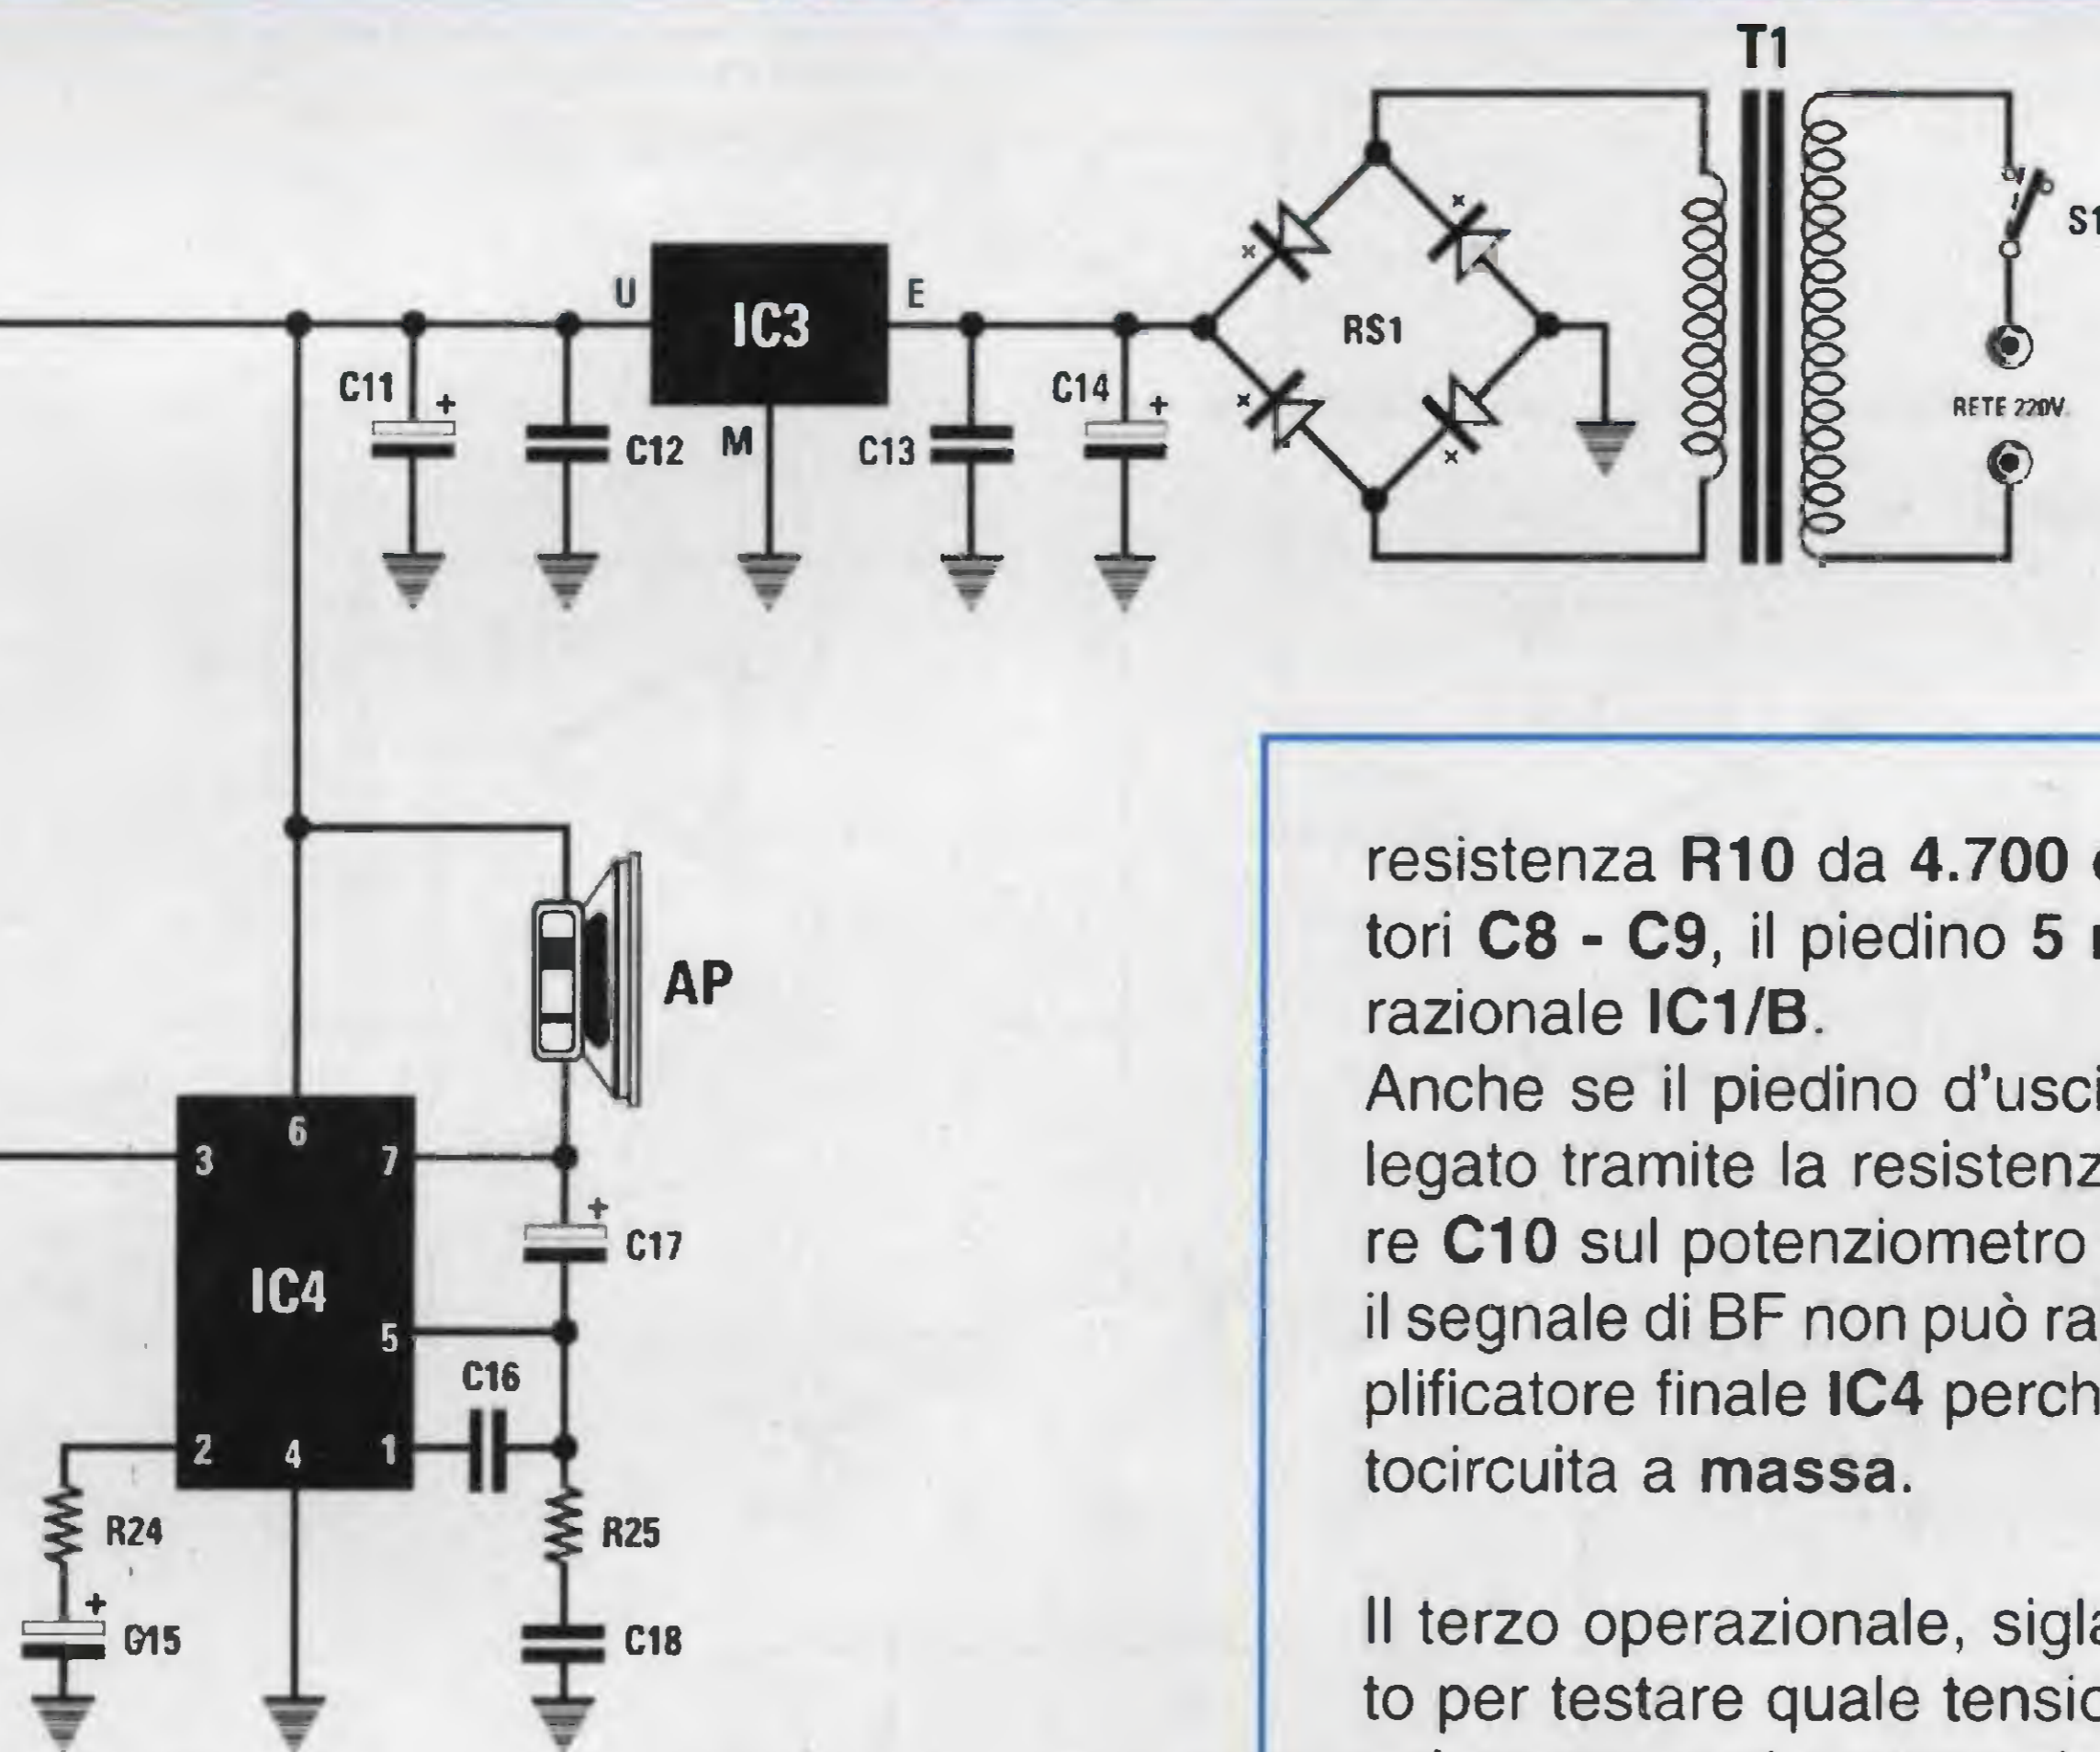 T1
S1
U
IC3
E
RS1
C11
+
C12
M
C13
C14
+
RETE 220V.
AP
6
3
7
+
C17
IC4
5
C16
2
4
1
R24
R25
+
C15
C18
resistenza R10 da 4.700
tori C8 - C9, il piedino 5
razionale IC1/B.
Anche se il piedino d'usci
legato tramite la resistenz
re C10 sul potenziometro
il segnale di BF non può ra
plificatore finale IC4 perch
tocircuita a massa.
Il terzo operazionale, sigla
to per testare quale tensio